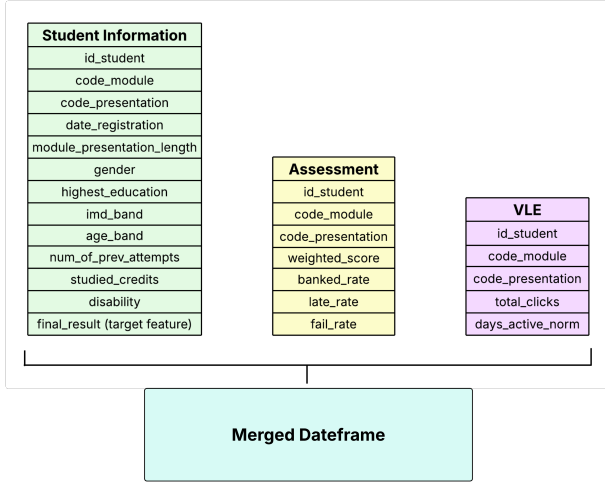 Student Information
id_student
code_module
code_presentation
date_registration
module_presentation_length
gender
highest_education
imd_band
age_band
num_of_prev_attempts
studied_credits
disability
final_result (target feature)
Assessment
id_student
code_module
code_presentation
weighted_score
banked_rate
late_rate
fail_rate
VLE
id_student
code_module
code_presentation
total_clicks
days_active_norm
Merged Dateframe